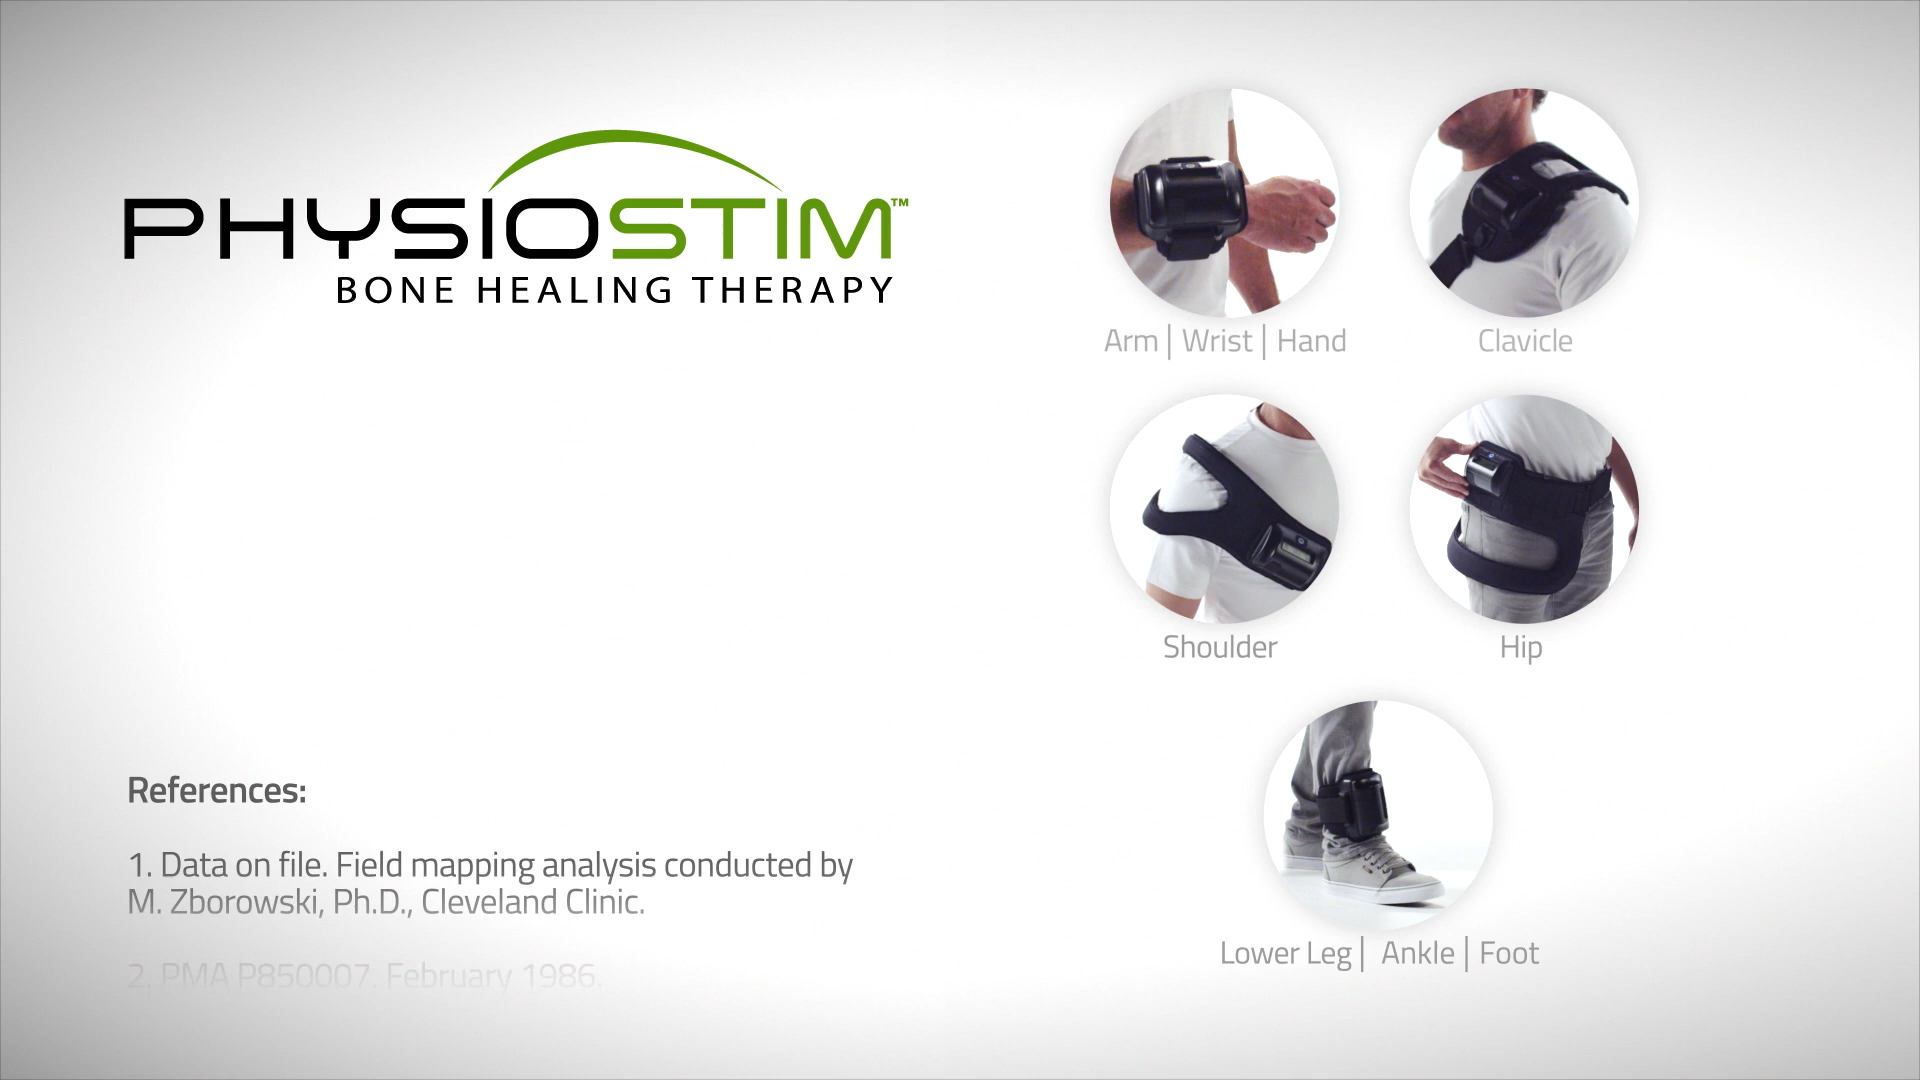 PHYSIOSTIM™
BONE HEALING THERAPY
Arm | Wrist | Hand
Clavicle
Shoulder
Hip
Lower Leg | Ankle | Foot
References:
1. Data on file. Field mapping analysis conducted by
M. Zborowski, Ph.D., Cleveland Clinic.
2. PMA P850007. February 1986.